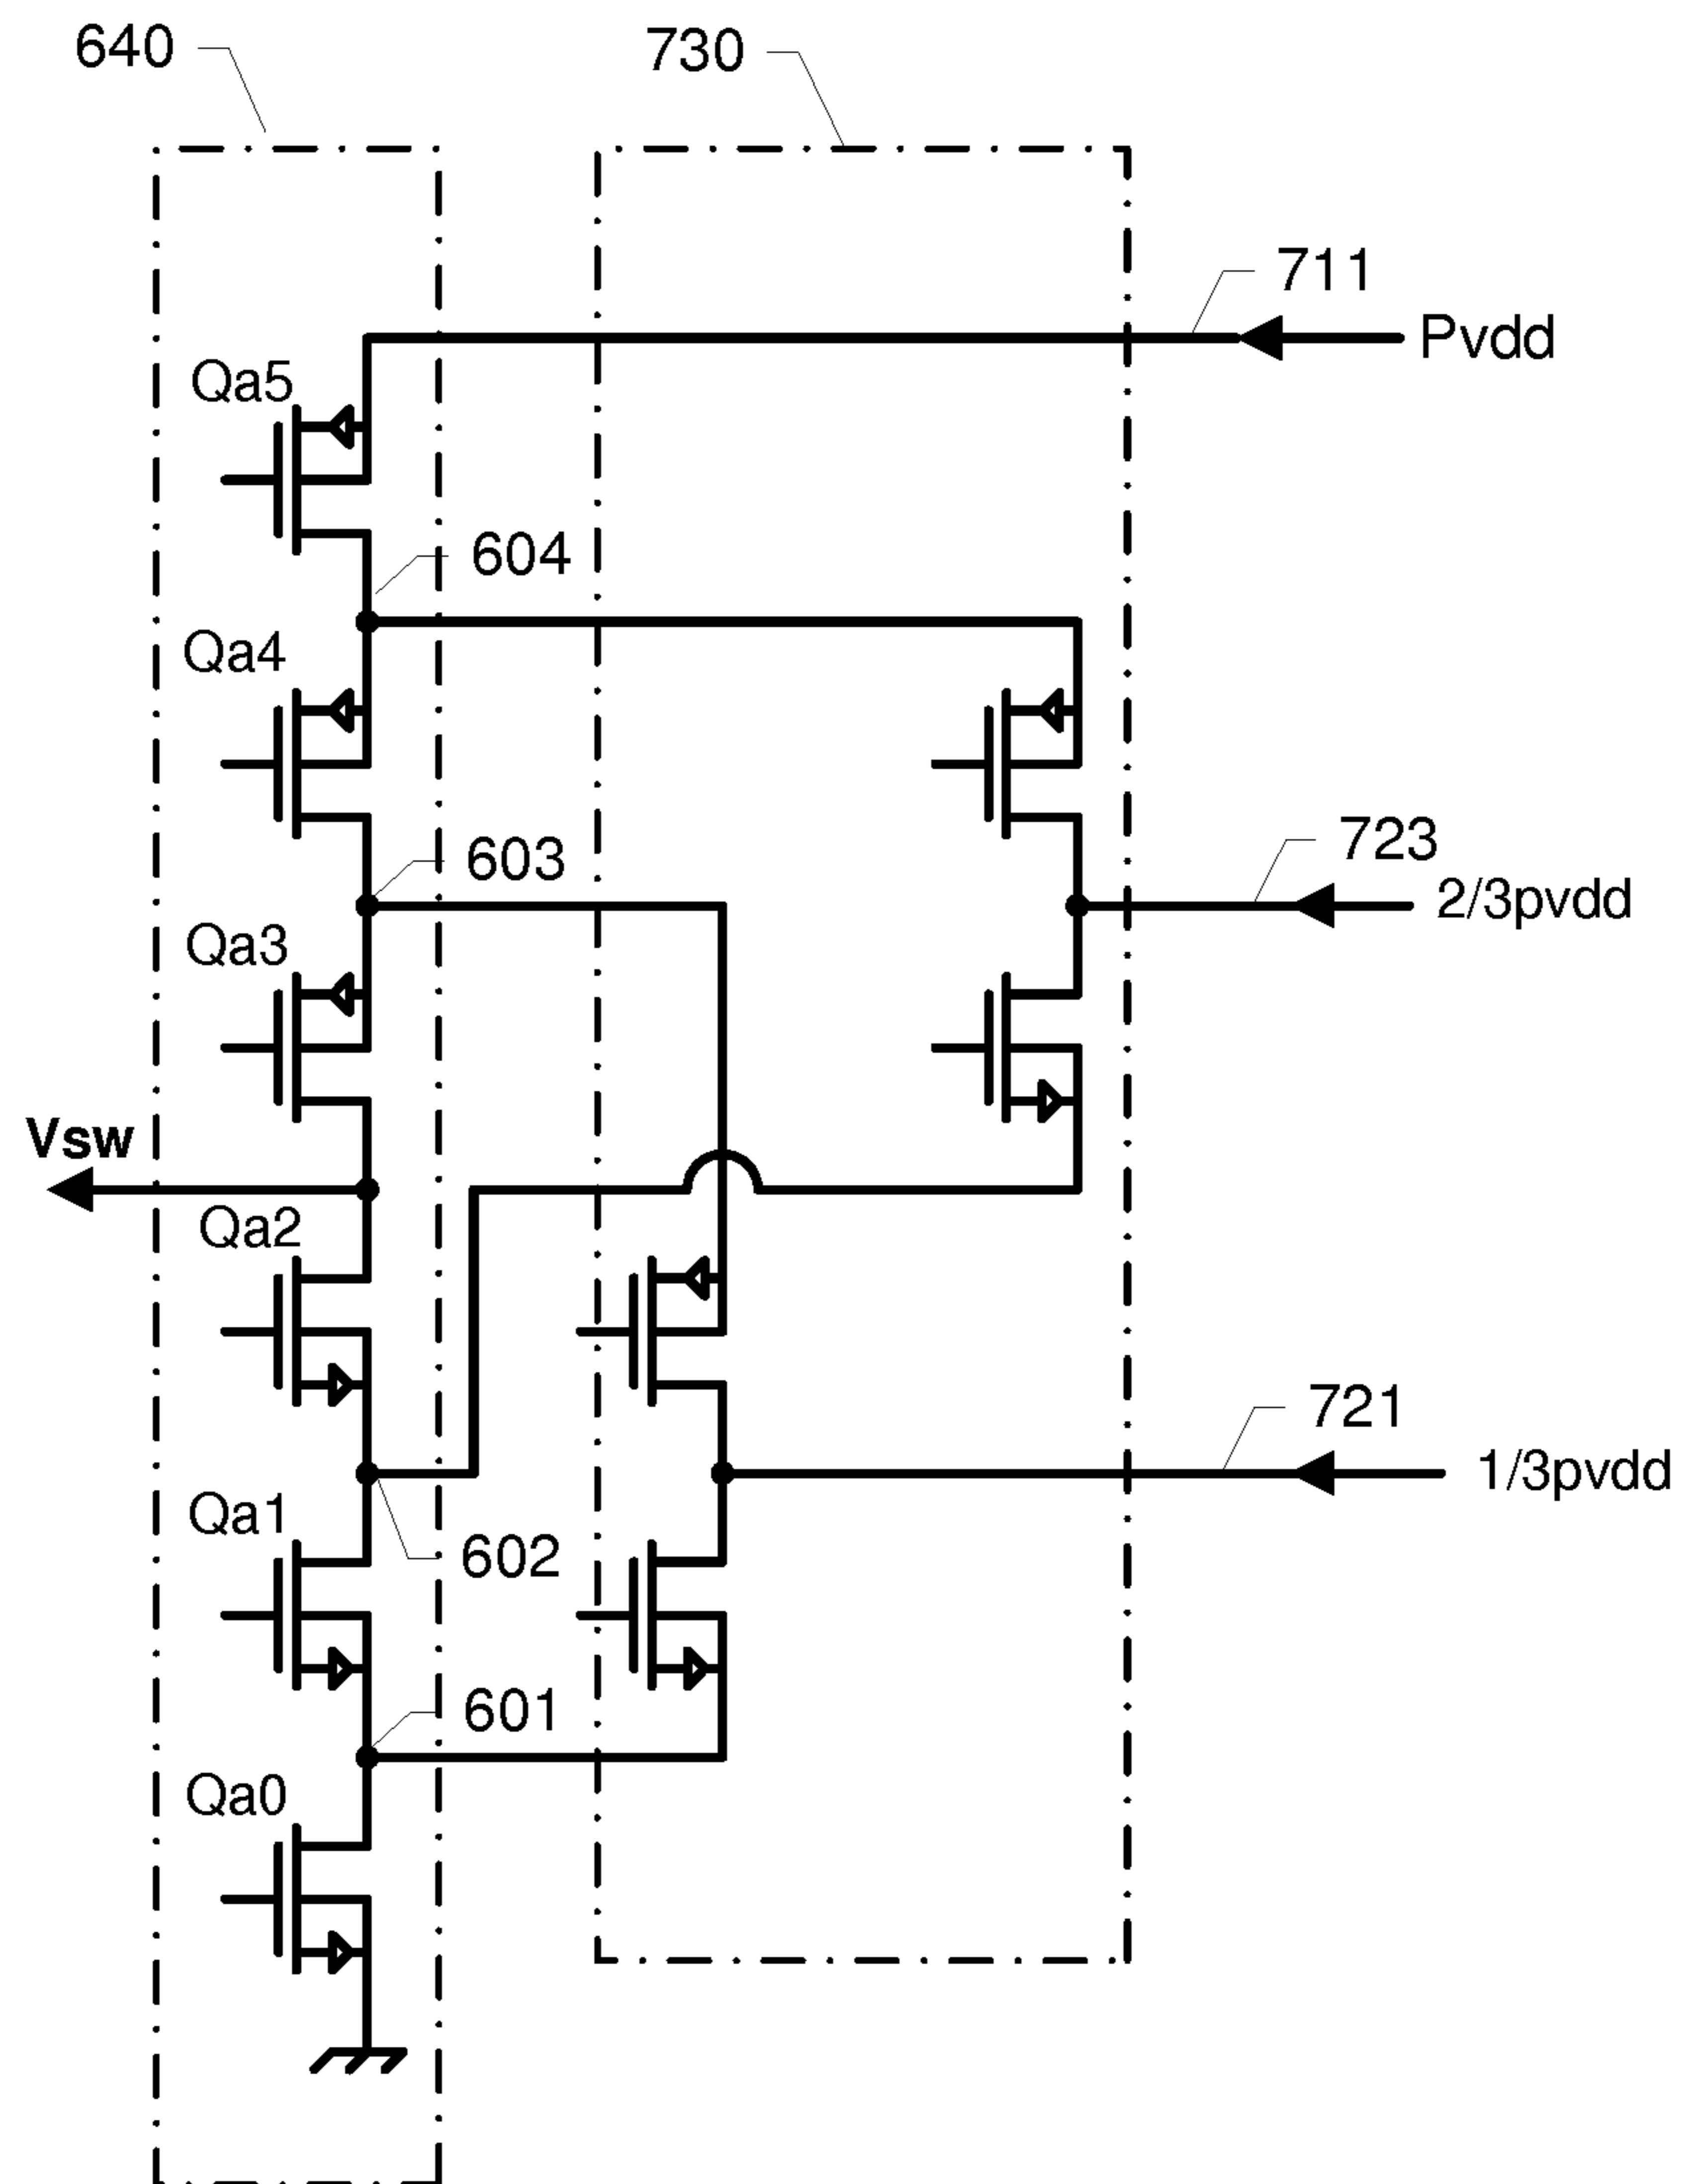 640
730
711
Pvdd
Qa5
604
Qa4
723
603
2/3pvdd
Qa3
Vsw
Qa2
721
1/3pvdd
Qa1
602
601
Qa0